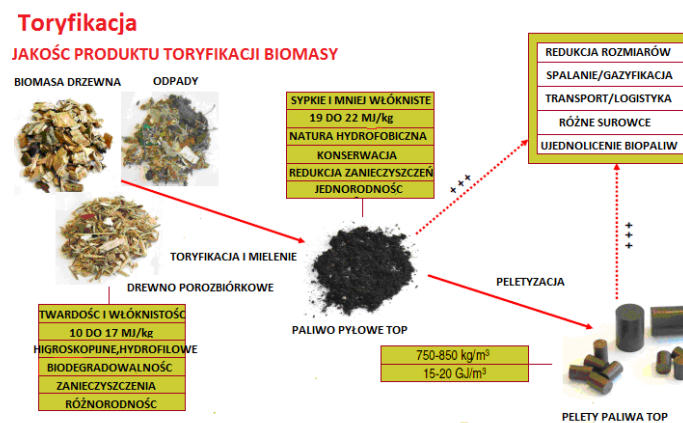 Toryfikacja
JAKOŚC PRODUKTU TORYFIKACJI BIOMASY
BIOMASA DRZEWNA
ODPADY
SYPKIE I MNIEJ WŁÓKNISTE
19 DO 22 MJ/kg
NATURA HYDROFOBICZNA
KONSERWACJA
REDUKCJA ZANIECZYSZCZEŃ
JEDNORODNOŚC
REDUKCJA ROZMIARÓW
SPALANIE/GAZYFIKACJA
TRANSPORT/LOGISTYKA
RÓŻNE SUROWCE
UJEDNOLICENIE BIOPALIW
+++
+++
TORYFIKACJA I MIELENIE
DREWNO POROZBIÓRKOWE
PELETYZACJA
TWARDOŚC I WŁÓKNISTOŚC
10 DO 17 MJ/kg
HIGROSKOPIJNE,HYDROFILOWE
BIODEGRADOWALNOŚC
ZANIECZYSZCZENIA
RÓŻNORODNOŚC
PALIWO PYŁOWE TOP
750-850 kg/m³
15-20 GJ/m³
PELETY PALIWA TOP